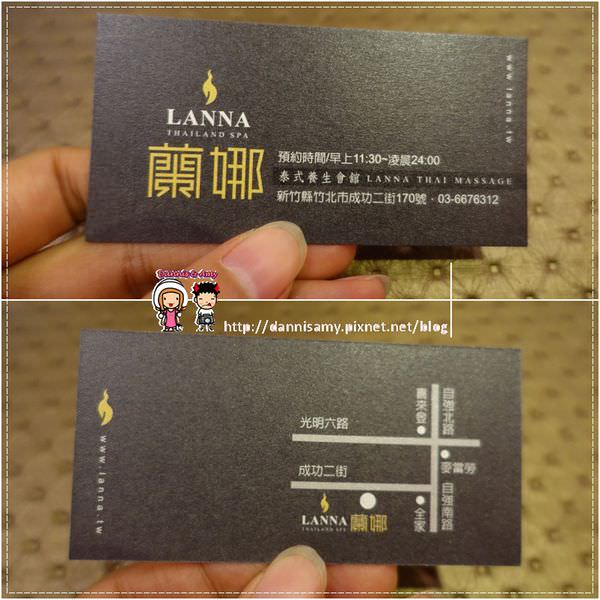 LANNA
THAILAND SPA
蘭娜
www.lanna.tw
預約時間/早上11:30~凌晨24:00
泰式養生會館 LANNA THAI MASSAGE
新竹縣竹北市成功二街170號·03-6676312
Dannis & Amy
http://dannisamy.pixnet.net/blog
www.lanna.tw
喜來登
自強北路
光明六路
麥當勞
成功二街
自強南路
全家
LANNA
THAILAND SPA
蘭娜